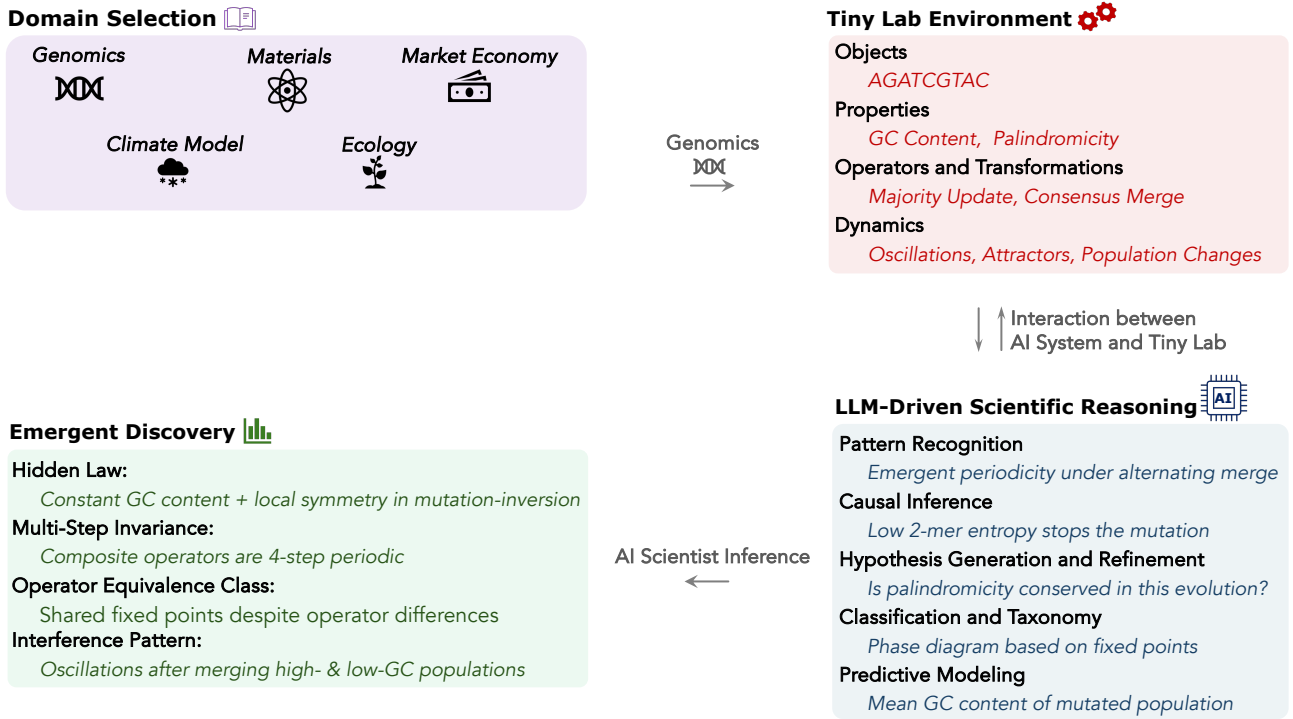 Domain Selection
Genomics
Materials
Market Economy
Climate Model
Ecology
Genomics
Tiny Lab Environment
Objects
AGATCGTAC
Properties
GC Content, Palindromicity
Operators and Transformations
Majority Update, Consensus Merge
Dynamics
Oscillations, Attractors, Population Changes
Interaction between
AI System and Tiny Lab
LLM-Driven Scientific Reasoning
AI
Pattern Recognition
Emergent periodicity under alternating merge
Causal Inference
Low 2-mer entropy stops the mutation
Hypothesis Generation and Refinement
Is palindromicity conserved in this evolution?
Classification and Taxonomy
Phase diagram based on fixed points
Predictive Modeling
Mean GC content of mutated population
AI Scientist Inference
Emergent Discovery
Hidden Law:
Constant GC content + local symmetry in mutation-inversion
Multi-Step Invariance:
Composite operators are 4-step periodic
Operator Equivalence Class:
Shared fixed points despite operator differences
Interference Pattern:
Oscillations after merging high- & low-GC populations